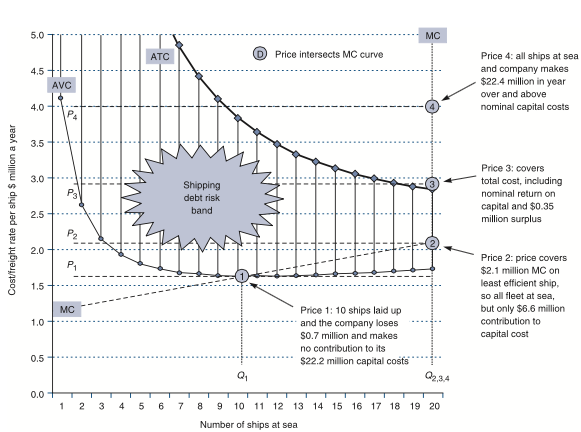 Cost/freight rate per ship $ million a year
5.0
4.5
4.0
3.5
3.0
2.5
2.0
1.5
1.0
0.5
0.0
AVC
ATC
D Price intersects MC curve
MC
P4
P3
P2
P1
MC
Shipping
debt risk
band
4
3
2
1
Price 4: all ships at sea
and company makes
$22.4 million in year
over and above
nominal capital costs
Price 3: covers
total cost, including
nominal return on
capital and $0.35
million surplus
Price 2: price covers
$2.1 million MC on
least efficient ship,
so all fleet at sea,
but only $6.6 million
contribution to
capital cost
Price 1: 10 ships laid up
and the company loses
$0.7 million and makes
no contribution to its
$22.2 million capital costs
Q1
Q2,3,4
1 2 3 4 5 6 7 8 9 10 11 12 13 14 15 16 17 18 19 20
Number of ships at sea